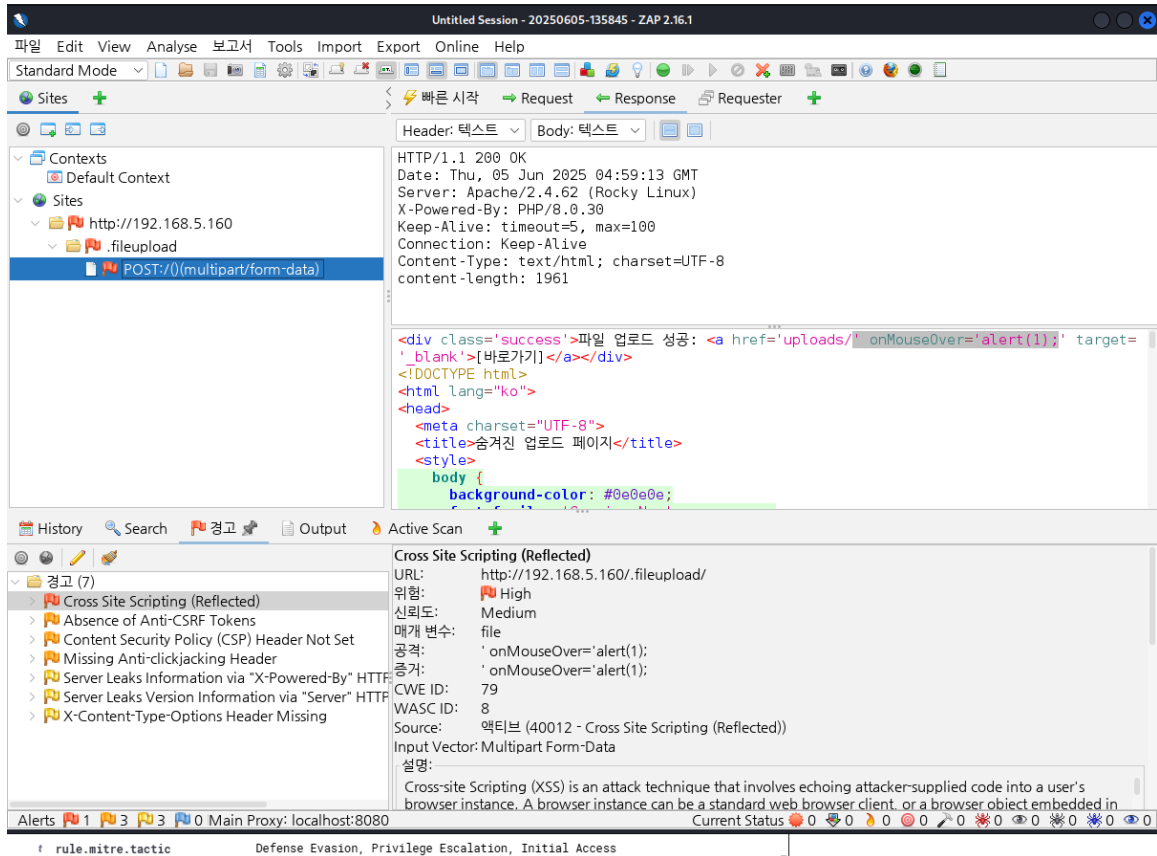 Untitled Session - 20250605-135845 - ZAP 2.16.1
파일 Edit View Analyse 보고서 Tools Import Export Online Help
Standard Mode
Sites
빠른 시작 Request Response Requester
Header: 텍스트 Body: 텍스트
Contexts
Default Context
Sites
http://192.168.5.160
.fileupload
POST:/()(multipart/form-data)
HTTP/1.1 200 OK
Date: Thu, 05 Jun 2025 04:59:13 GMT
Server: Apache/2.4.62 (Rocky Linux)
X-Powered-By: PHP/8.0.30
Keep-Alive: timeout=5, max=100
Connection: Keep-Alive
Content-Type: text/html; charset=UTF-8
content-length: 1961
<div class='success'>파일 업로드 성공: <a href='uploads/' onMouseOver='alert(1);' target=
'_blank'>[바로가기]</a></div>
<!DOCTYPE html>
<html lang="ko">
<head>
<meta charset="UTF-8">
<title>숨겨진 업로드 페이지</title>
<style>
body {
background-color: #0e0e0e;
History Search 경고 Output Active Scan
경고 (7)
Cross Site Scripting (Reflected)
Absence of Anti-CSRF Tokens
Content Security Policy (CSP) Header Not Set
Missing Anti-clickjacking Header
Server Leaks Information via "X-Powered-By" HTTP
Server Leaks Version Information via "Server" HTTP
X-Content-Type-Options Header Missing
Cross Site Scripting (Reflected)
URL: http://192.168.5.160/.fileupload/
위험: High
신뢰도: Medium
매개 변수: file
공격: ' onMouseOver='alert(1);
증거: ' onMouseOver='alert(1);
CWE ID: 79
WASC ID: 8
Source: 액티브 (40012 - Cross Site Scripting (Reflected))
Input Vector: Multipart Form-Data
설명:
Cross-site Scripting (XSS) is an attack technique that involves echoing attacker-supplied code into a user's
browser instance. A browser instance can be a standard web browser client, or a browser object embedded in
Alerts 1 3 3 0 Main Proxy: localhost:8080 Current Status 0 0 0 0 0 0 0 0 0 0
t rule.mitre.tactic Defense Evasion, Privilege Escalation, Initial Access